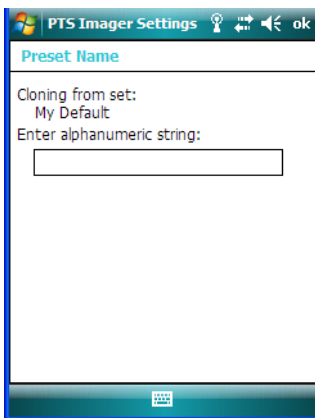 PTS Imager Settings ok
Preset Name
Cloning from set:
My Default
Enter alphanumeric string: